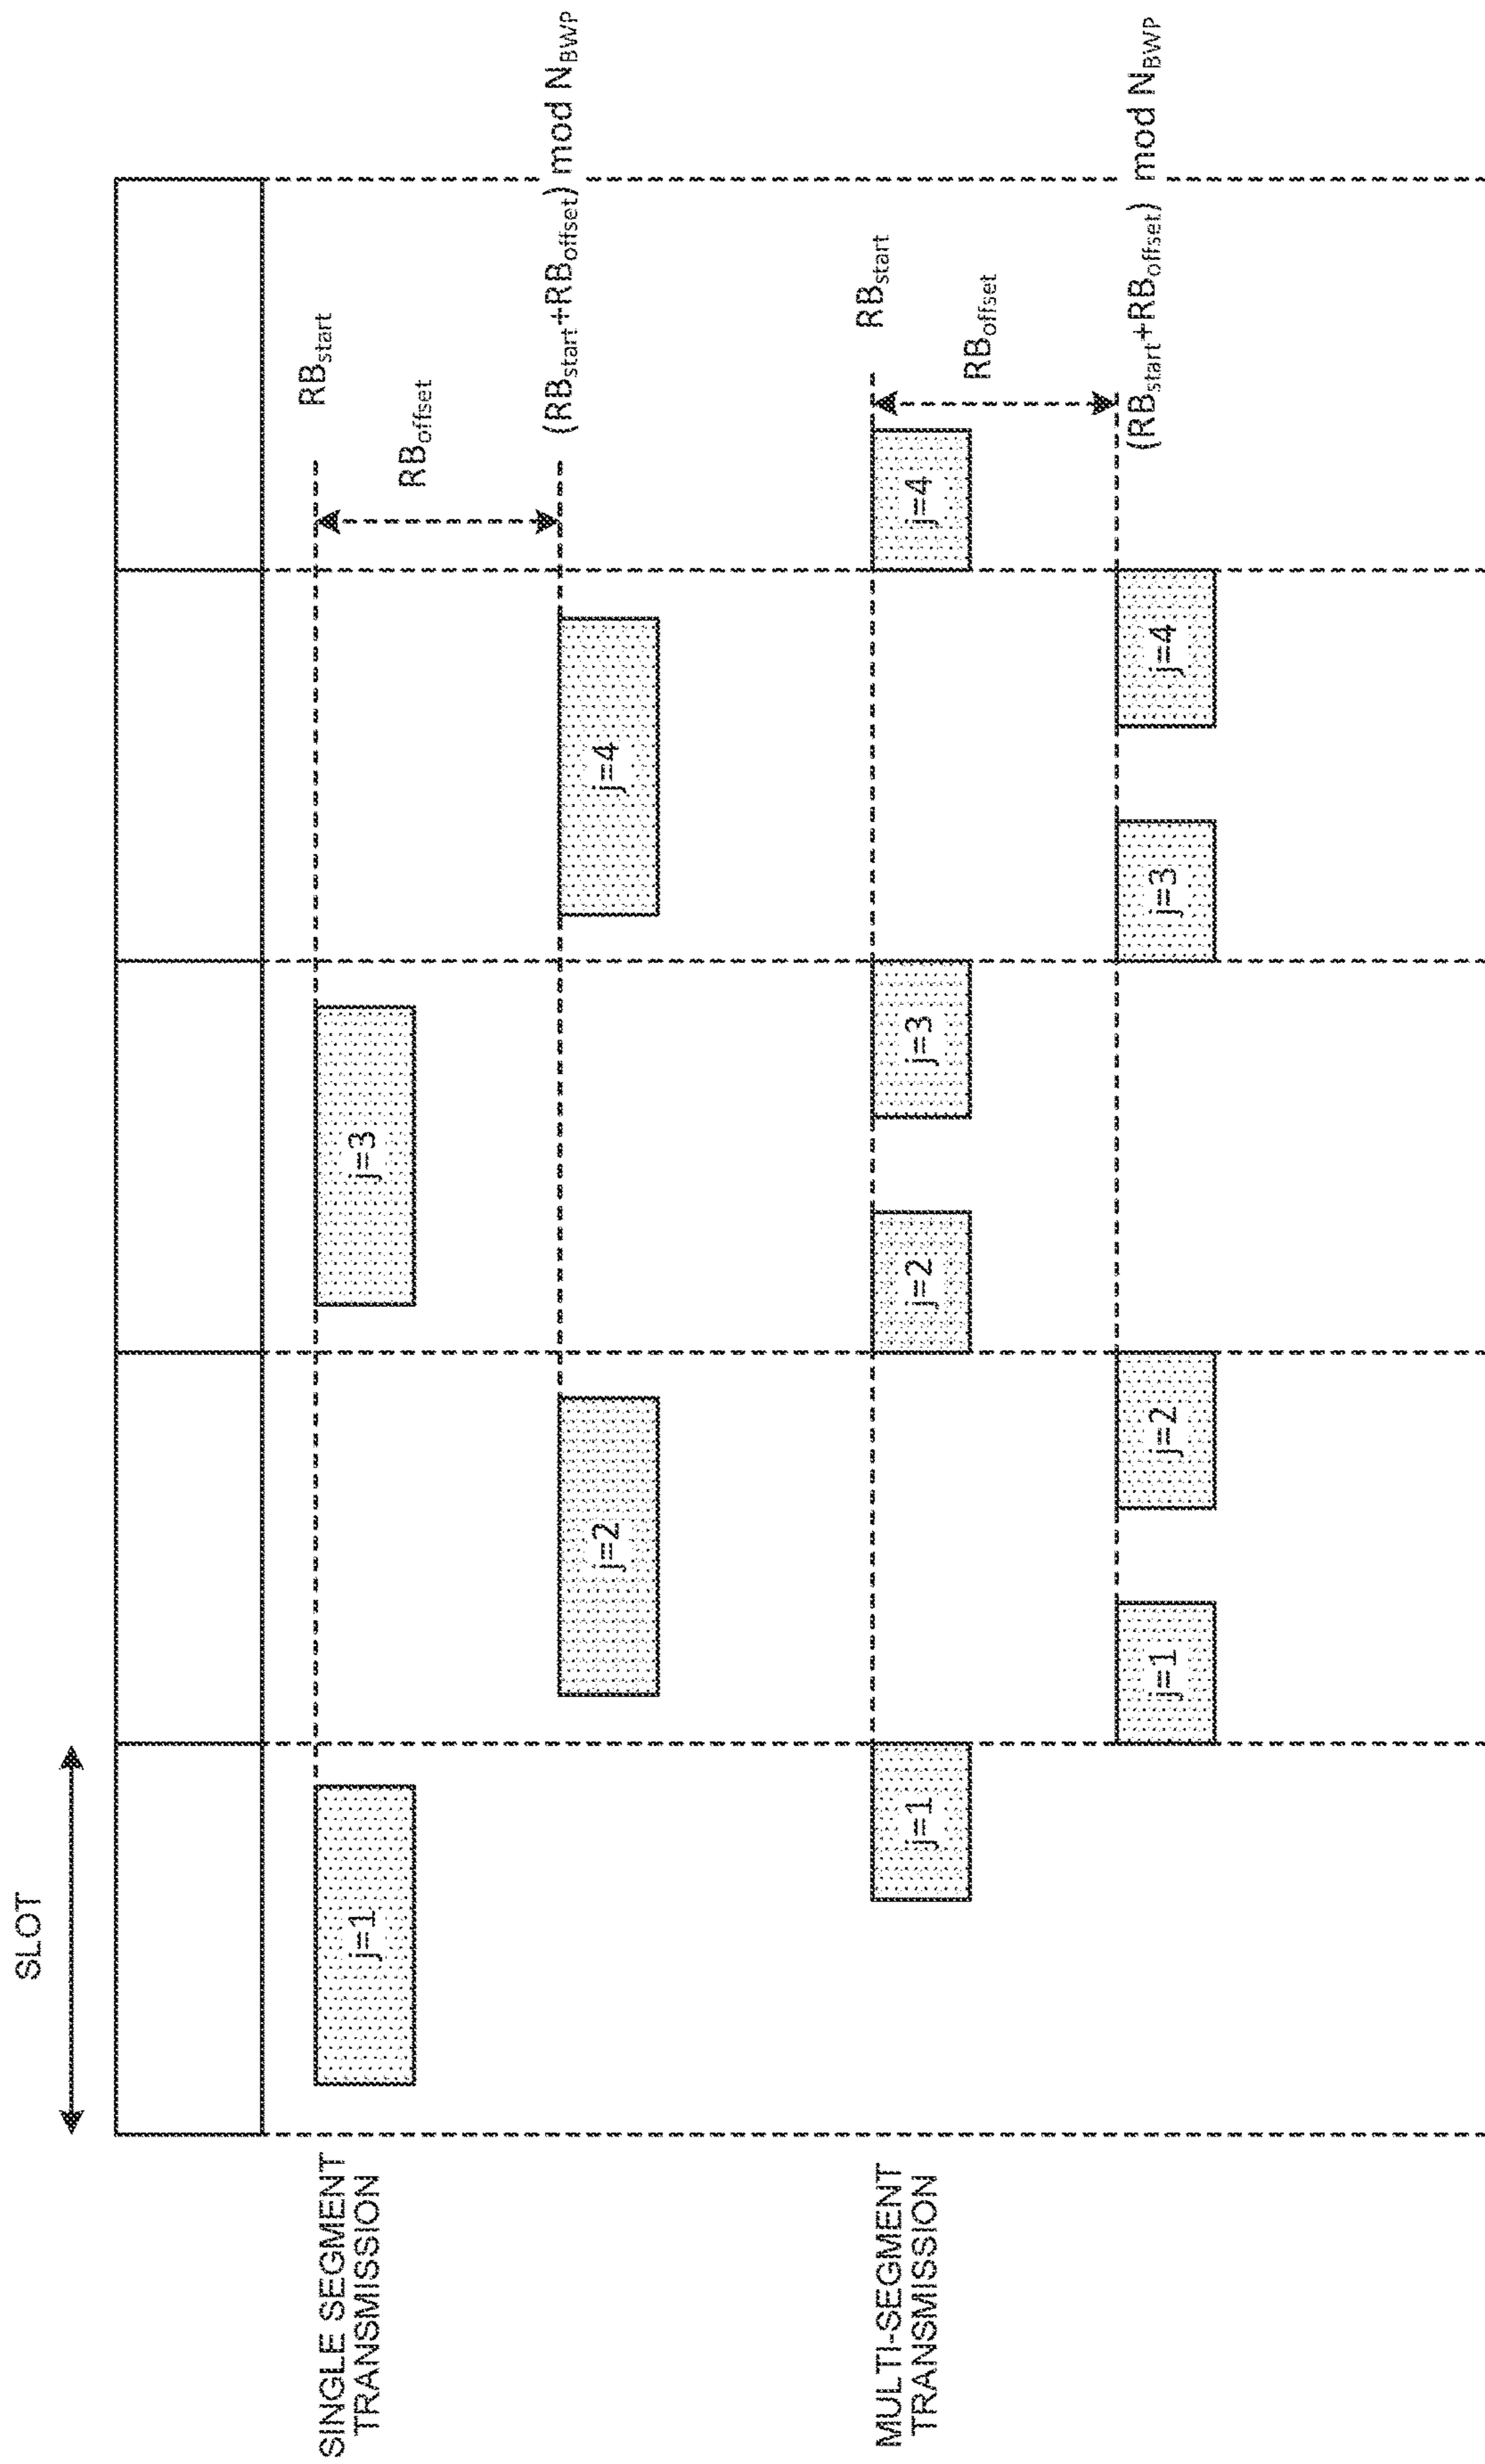 SLOT
SINGLE SEGMENT
TRANSMISSION
j=1
j=2
j=3
j=4
RBstart
RBoffset
(RBstart+RBoffset) mod NBWP
MULTI-SEGMENT
TRANSMISSION
j=1
j=1
j=2
j=2
j=3
j=3
j=4
j=4
RBstart
RBoffset
(RBstart+RBoffset) mod NBWP